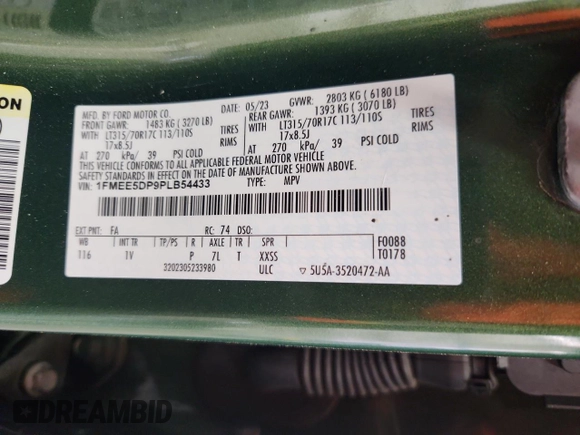 ON
MFD. BY FORD MOTOR CO.
DATE: 05/23 GVWR: 2803 KG ( 6180 LB)
FRONT GAWR: 1483 KG ( 3270 LB) REAR GAWR: 1393 KG ( 3070 LB)
WITH LT315/70R17C 113/110S TIRES WITH LT315/70R17C 113/110S TIRES
17x8.5J RIMS 17x8.5J RIMS
AT 270 kPa/ 39 PSI COLD AT 270 kPa/ 39 PSI COLD
THIS VEHICLE CONFORMS TO ALL APPLICABLE FEDERAL MOTOR VEHICLE
SAFETY STANDARDS IN EFFECT ON THE DATE OF MANUFACTURE SHOWN ABOVE.
VIN: 1FMEE5DP9PLB54433 TYPE: MPV
EXT PNT: FA RC: 74 DSO: F0088
WB INT TR TP/PS R AXLE TR SPR T0178
116 1V P 7L T XXSS
3202305233980 ULC ▽ 5U5A-3520472-AA
DREAMBID